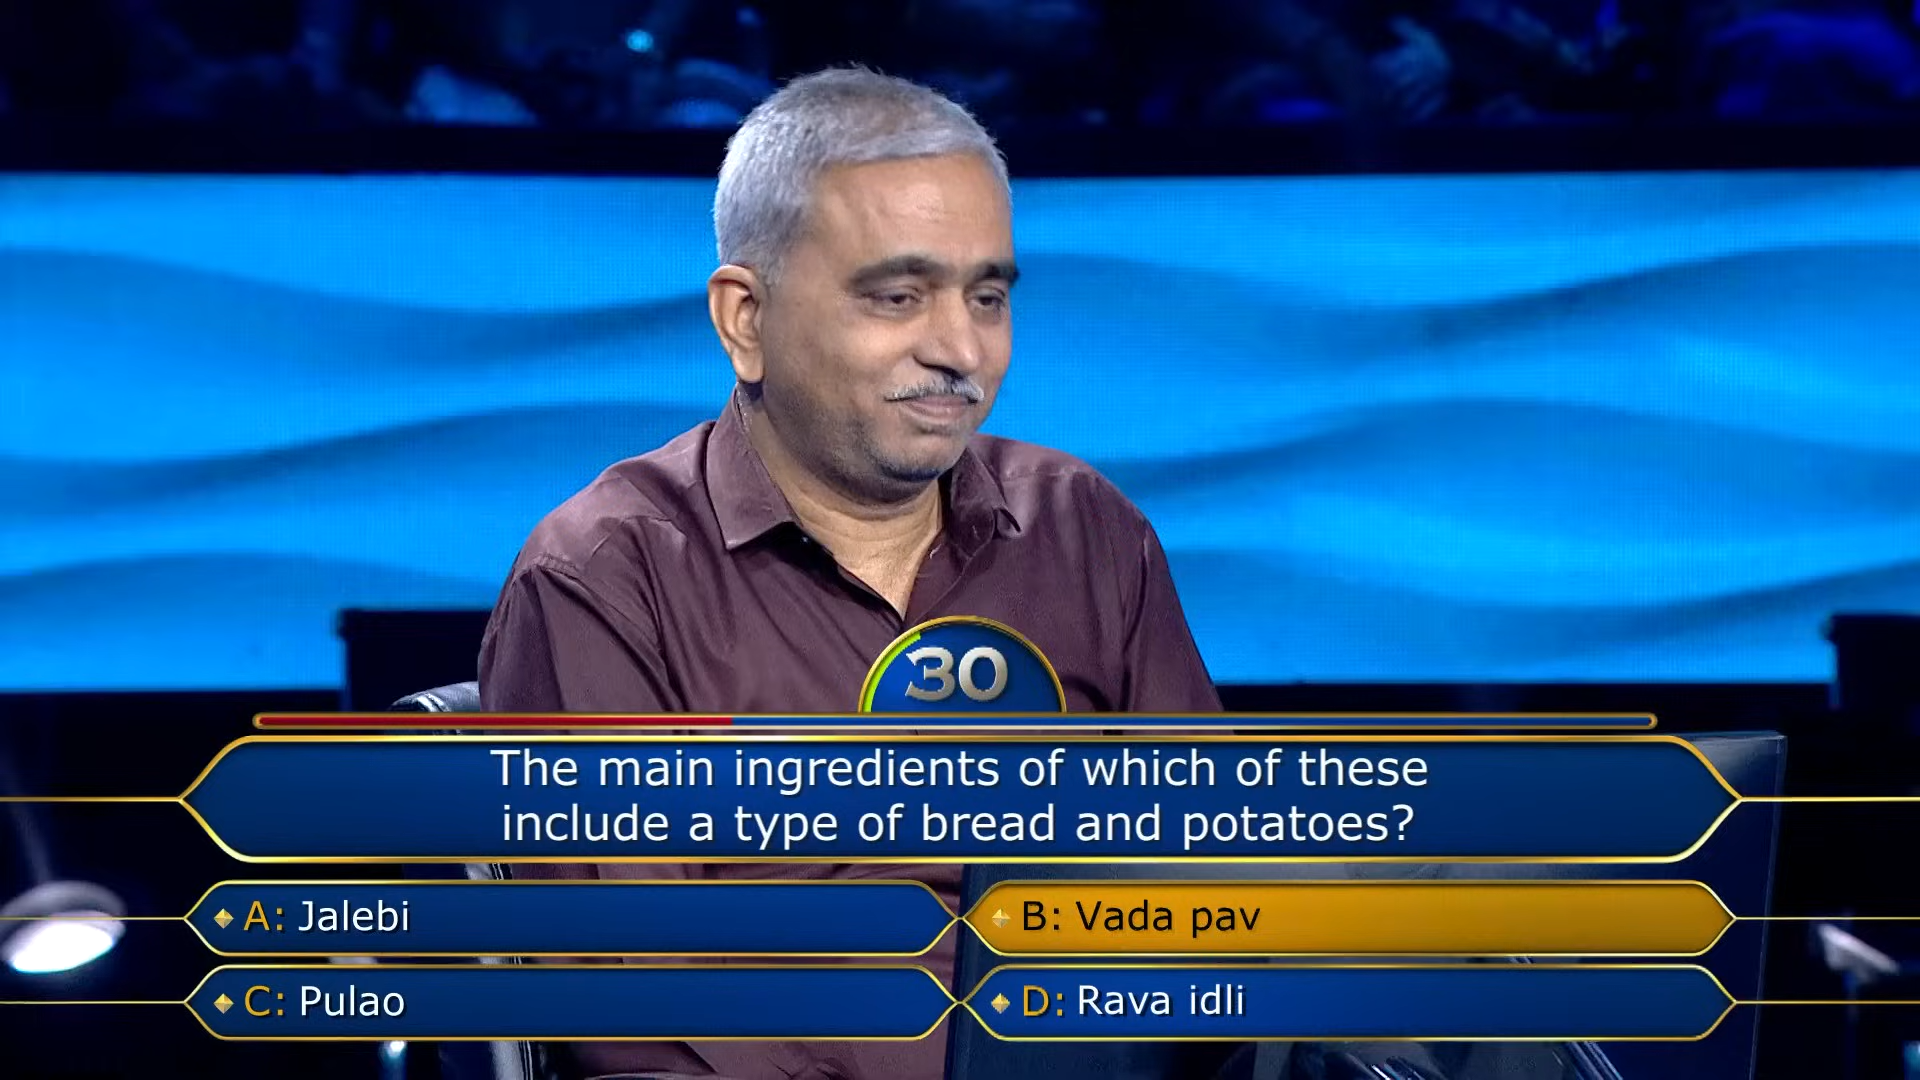 30
The main ingredients of which of these
include a type of bread and potatoes?
A: Jalebi
B: Vada pav
C: Pulao
D: Rava idli